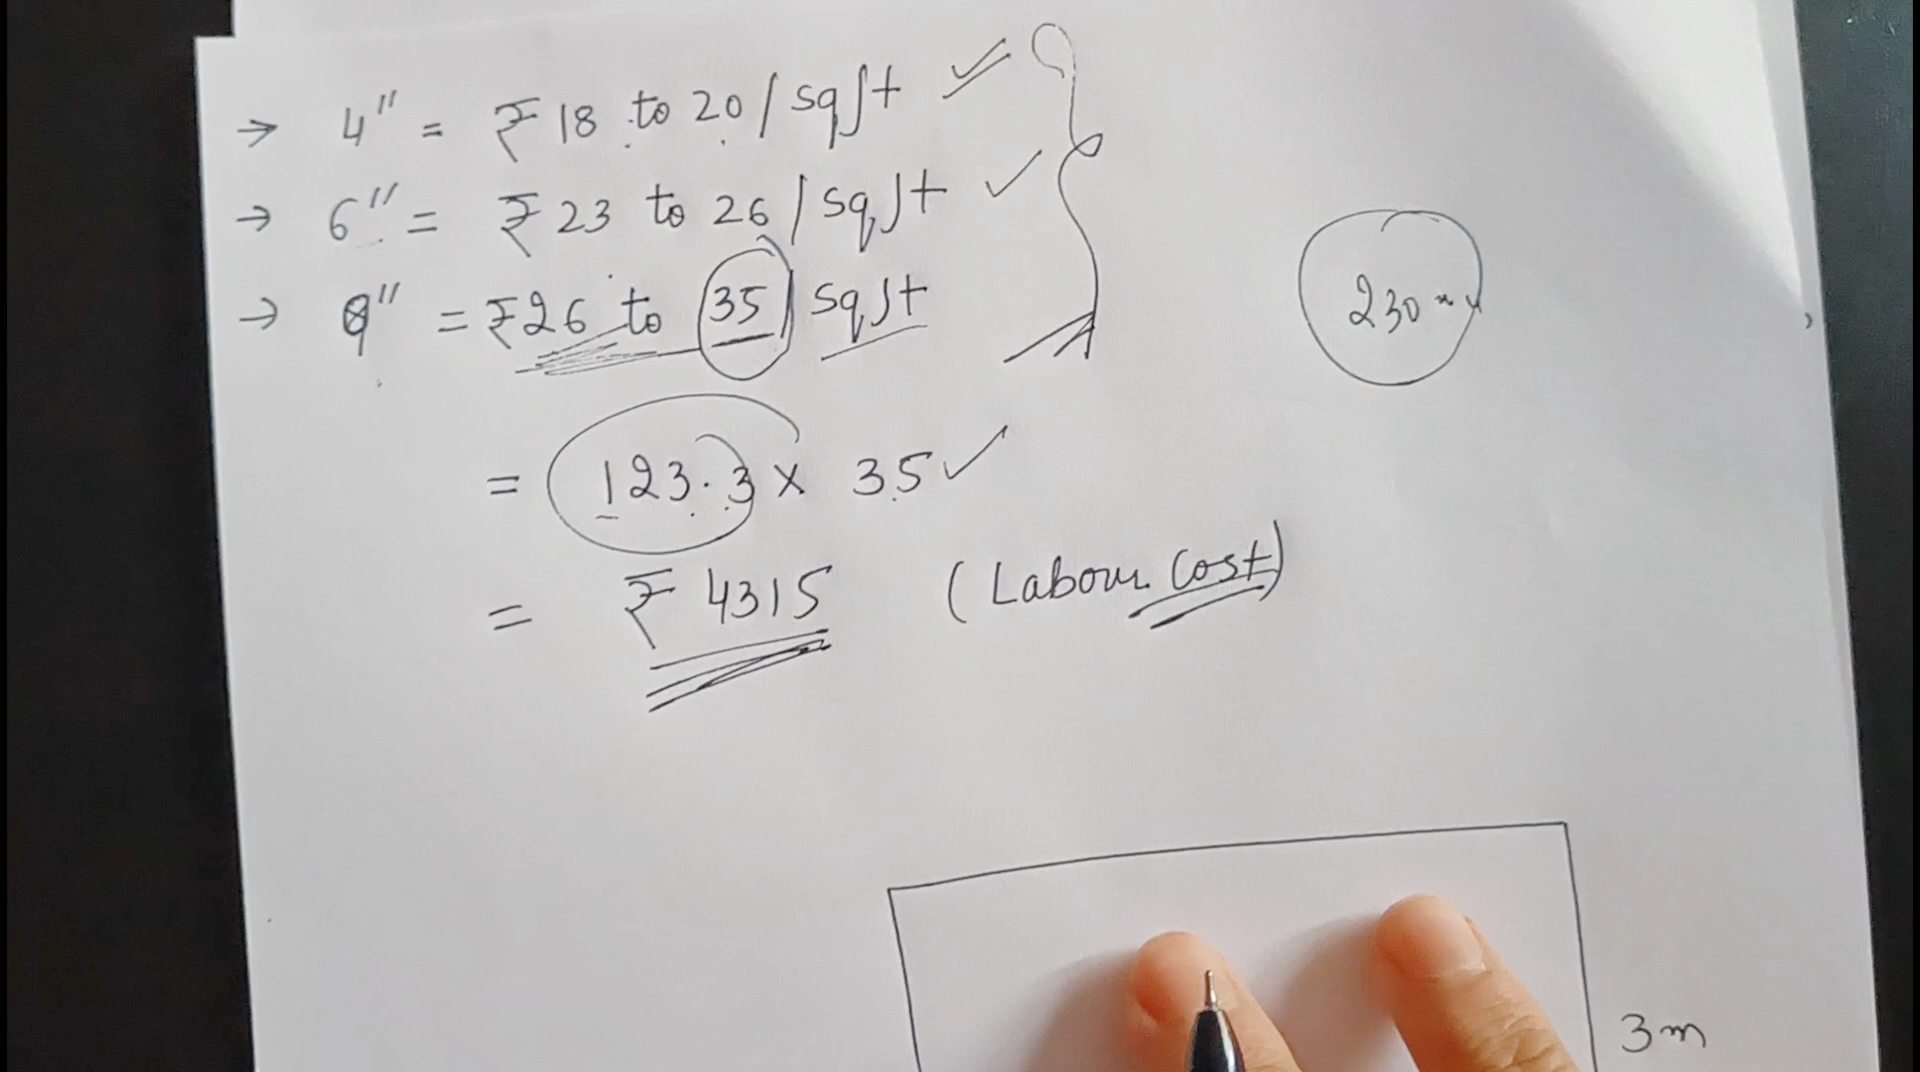 → 4" = ₹ 18 to 20 / sqft
→ 6" = ₹ 23 to 26 / sqft
→ 9" = ₹ 26 to 35 / sqft
230
= 123.3 x 35
= ₹ 4315 (Labour Cost)
3m